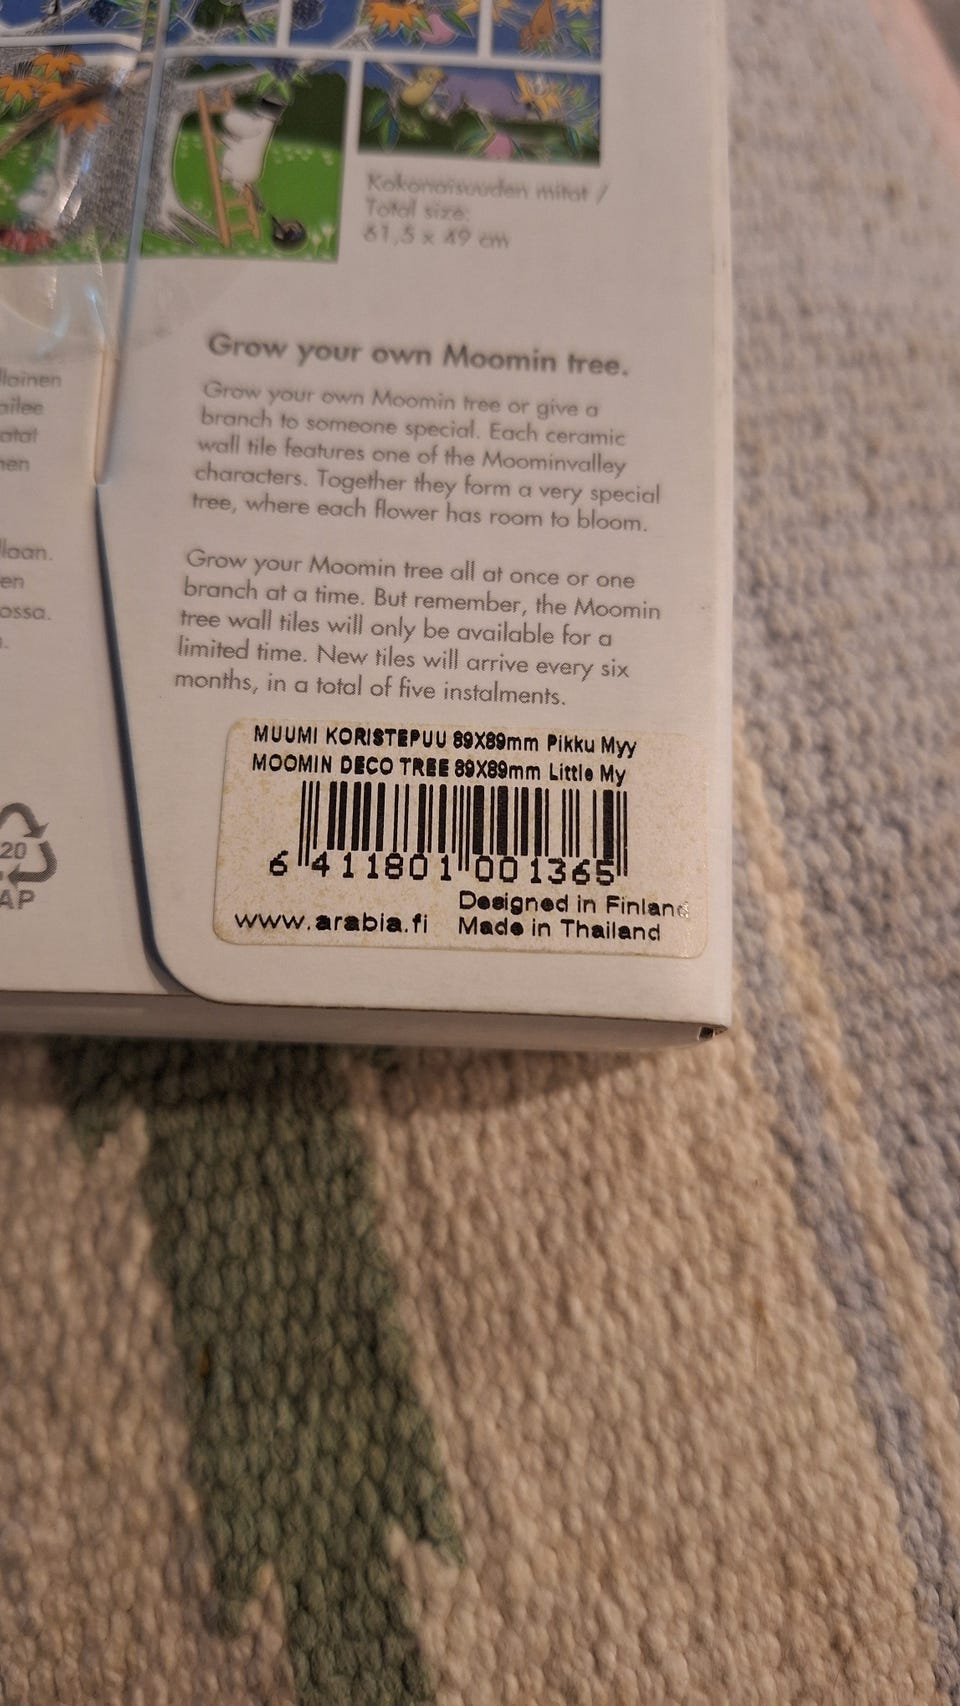 Kokonaisuuden mitat /
Total size:
61,5 x 49 cm
Grow your own Moomin tree.
Grow your own Moomin tree or give a
branch to someone special. Each ceramic
wall tile features one of the Moominvalley
characters. Together they form a very special
tree, where each flower has room to bloom.
Grow your Moomin tree all at once or one
branch at a time. But remember, the Moomin
tree wall tiles will only be available for a
limited time. New tiles will arrive every six
months, in a total of five instalments.
MUUMI KORISTEPUU 89X89mm Pikku Myy
MOOMIN DECO TREE 89X89mm Little My
6 411801 001365
Designed in Finland
www.arabia.fi Made in Thailand
20
AP